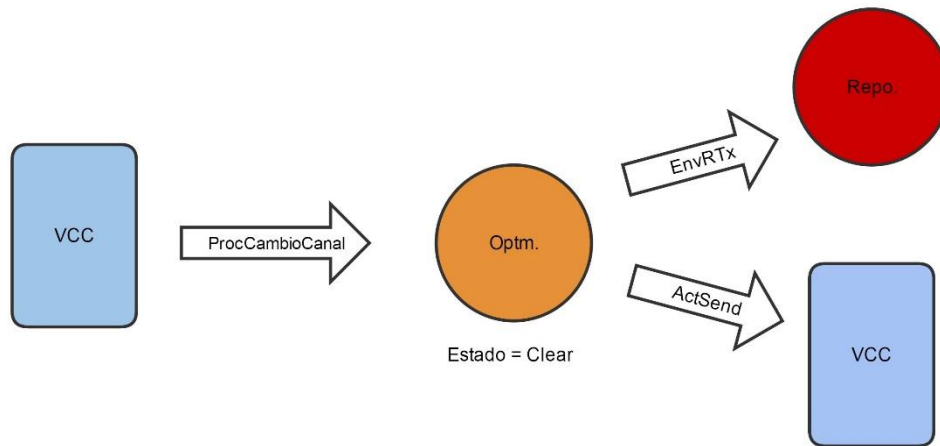 Repo.
EnvRTx
VCC
ProcCambioCanal
Optm.
ActSend
Estado = Clear
VCC